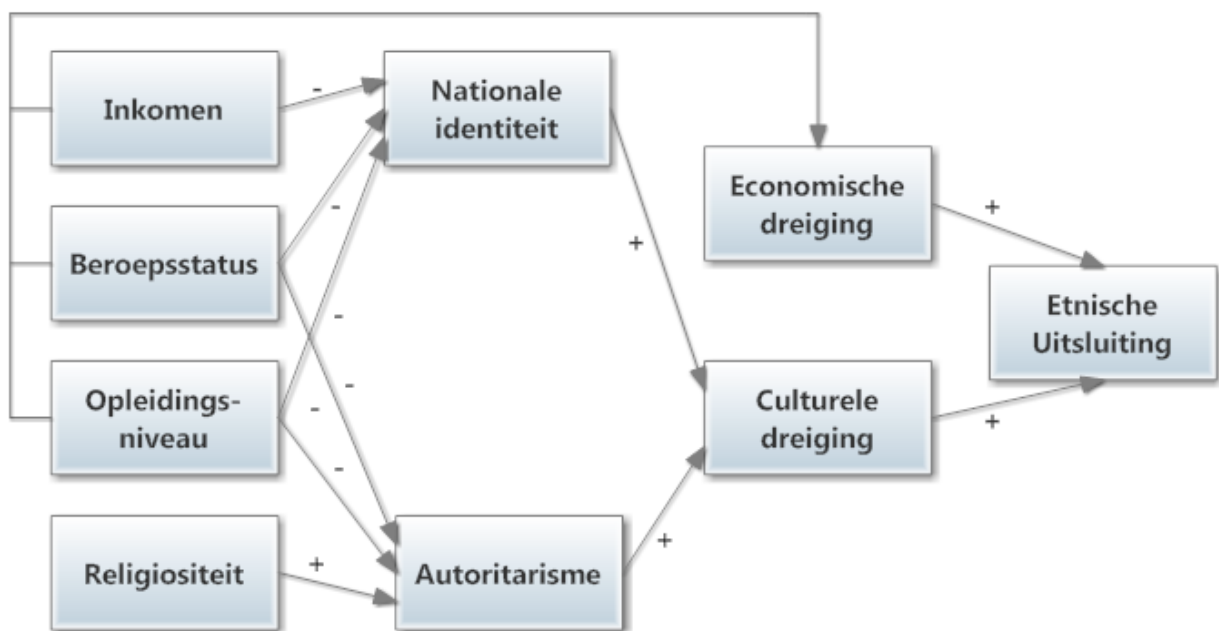 Inkomen
Nationale
identiteit
Economische
dreiging
Beroepsstatus
Etnische
Uitsluiting
Opleidings-
niveau
Culturele
dreiging
Religiositeit
Autoritarisme
-
-
-
-
-
-
+
+
+
+
+